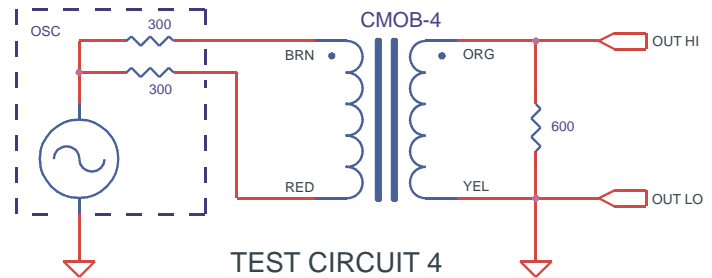 OSC
300
300
CMOB-4
BRN
ORG
OUT HI
600
RED
YEL
OUT LO
TEST CIRCUIT 4